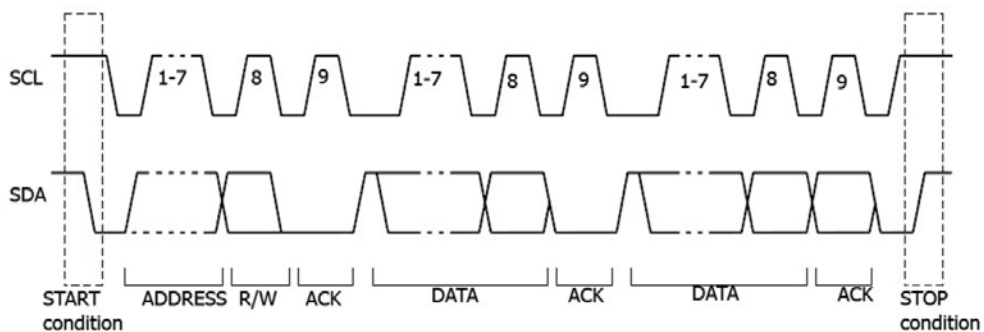 SCL
1-7
8
9
1-7
8
9
1-7
8
9
SDA
START
condition
ADDRESS
R/W
ACK
DATA
ACK
DATA
ACK
STOP
condition